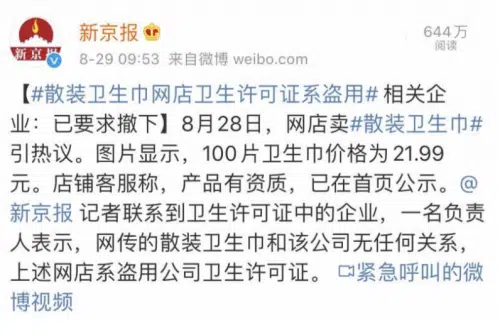 新京报
8-29 09:53 来自微博 weibo.com
644万
阅读
新京报
【#散装卫生巾网店卫生许可证系盗用# 相关企
业：已要求撤下】8月28日，网店卖#散装卫生巾#
引热议。图片显示，100片卫生巾价格为21.99
元。店铺客服称，产品有资质，已在首页公示。@
新京报 记者联系到卫生许可证中的企业，一名负责
人表示，网传的散装卫生巾和该公司无任何关系，
上述网店系盗用公司卫生许可证。 紧急呼叫的微
博视频